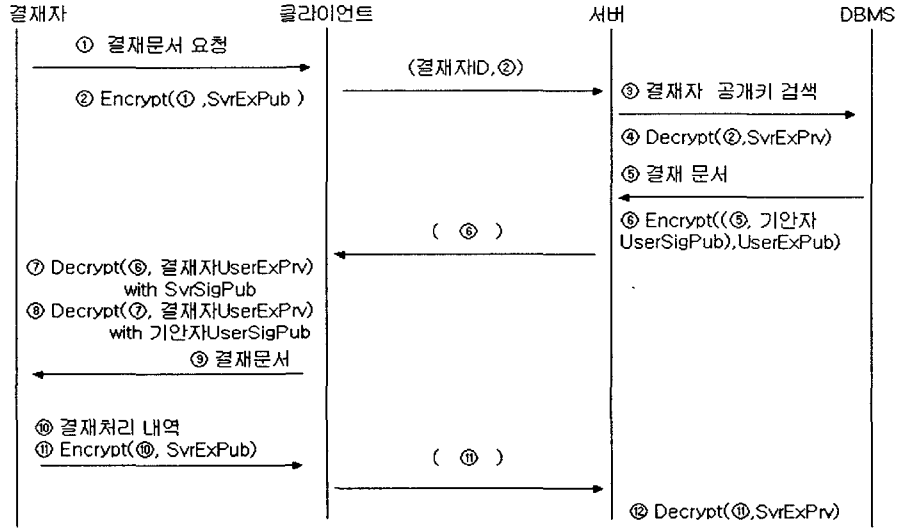 결재자 클라이언트 서버 DBMS
① 결재문서 요청
(결재자ID,②)
② Encrypt(① ,SvrExPub )
③ 결재자 공개키 검색
④ Decrypt(②,SvrExPrv)
⑤ 결재 문서
( ⑥ )
⑥ Encrypt((⑤, 기안자
UserSigPub),UserExPub)
⑦ Decrypt(⑥, 결재자UserExPrv)
with SvrSigPub
⑧ Decrypt(⑦, 결재자UserExPrv)
with 기안자UserSigPub
⑨ 결재문서
⑩ 결재처리 내역
⑪ Encrypt(⑩, SvrExPub)
( ⑪ )
⑫ Decrypt(⑪,SvrExPrv)